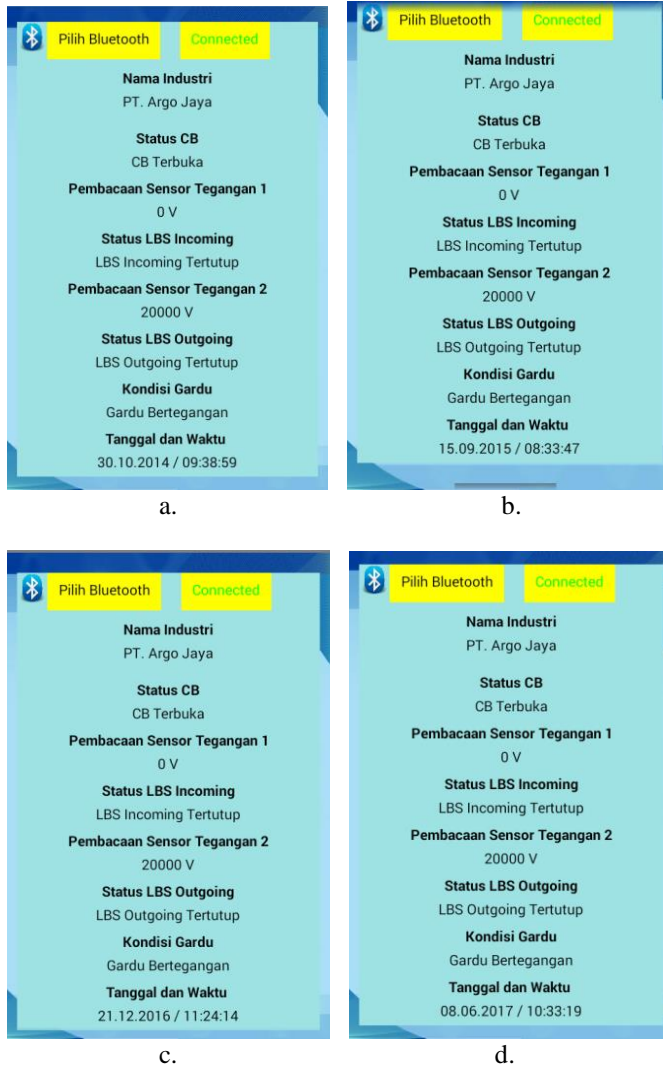 Pilih Bluetooth Connected
Nama Industri
PT. Argo Jaya
Status CB
CB Terbuka
Pembacaan Sensor Tegangan 1
0 V
Status LBS Incoming
LBS Incoming Tertutup
Pembacaan Sensor Tegangan 2
20000 V
Status LBS Outgoing
LBS Outgoing Tertutup
Kondisi Gardu
Gardu Bertegangan
Tanggal dan Waktu
30.10.2014 / 09:38:59
a.
Pilih Bluetooth Connected
Nama Industri
PT. Argo Jaya
Status CB
CB Terbuka
Pembacaan Sensor Tegangan 1
0 V
Status LBS Incoming
LBS Incoming Tertutup
Pembacaan Sensor Tegangan 2
20000 V
Status LBS Outgoing
LBS Outgoing Tertutup
Kondisi Gardu
Gardu Bertegangan
Tanggal dan Waktu
15.09.2015 / 08:33:47
b.
Pilih Bluetooth Connected
Nama Industri
PT. Argo Jaya
Status CB
CB Terbuka
Pembacaan Sensor Tegangan 1
0 V
Status LBS Incoming
LBS Incoming Tertutup
Pembacaan Sensor Tegangan 2
20000 V
Status LBS Outgoing
LBS Outgoing Tertutup
Kondisi Gardu
Gardu Bertegangan
Tanggal dan Waktu
21.12.2016 / 11:24:14
c.
Pilih Bluetooth Connected
Nama Industri
PT. Argo Jaya
Status CB
CB Terbuka
Pembacaan Sensor Tegangan 1
0 V
Status LBS Incoming
LBS Incoming Tertutup
Pembacaan Sensor Tegangan 2
20000 V
Status LBS Outgoing
LBS Outgoing Tertutup
Kondisi Gardu
Gardu Bertegangan
Tanggal dan Waktu
08.06.2017 / 10:33:19
d.